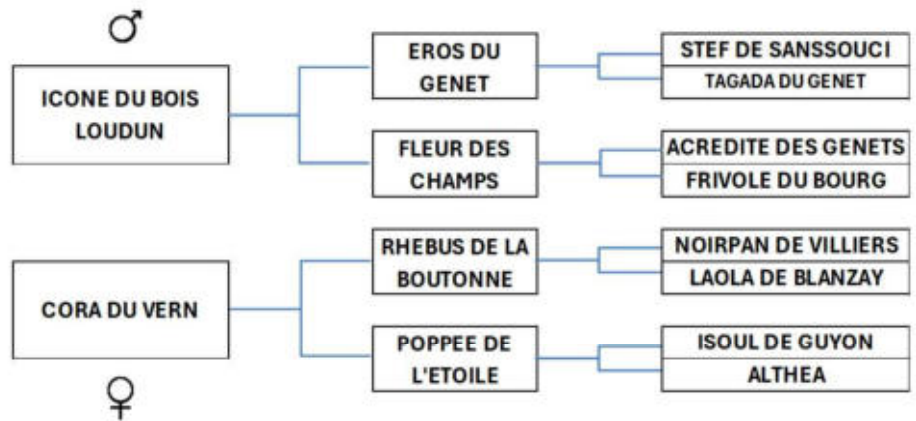 ICONE DU BOIS
LOUDUN
EROS DU
GENET
STEF DE SANSSOUCI
TAGADA DU GENET
FLEUR DES
CHAMPS
ACREDITE DES GENETS
FRIVOLE DU BOURG
CORA DU VERN
RHEBUS DE LA
BOUTONNE
NOIRPAN DE VILLIERS
LAOLA DE BLANZAY
POPPEE DE
L'ETOILE
ISOUL DE GUYON
ALTHEA